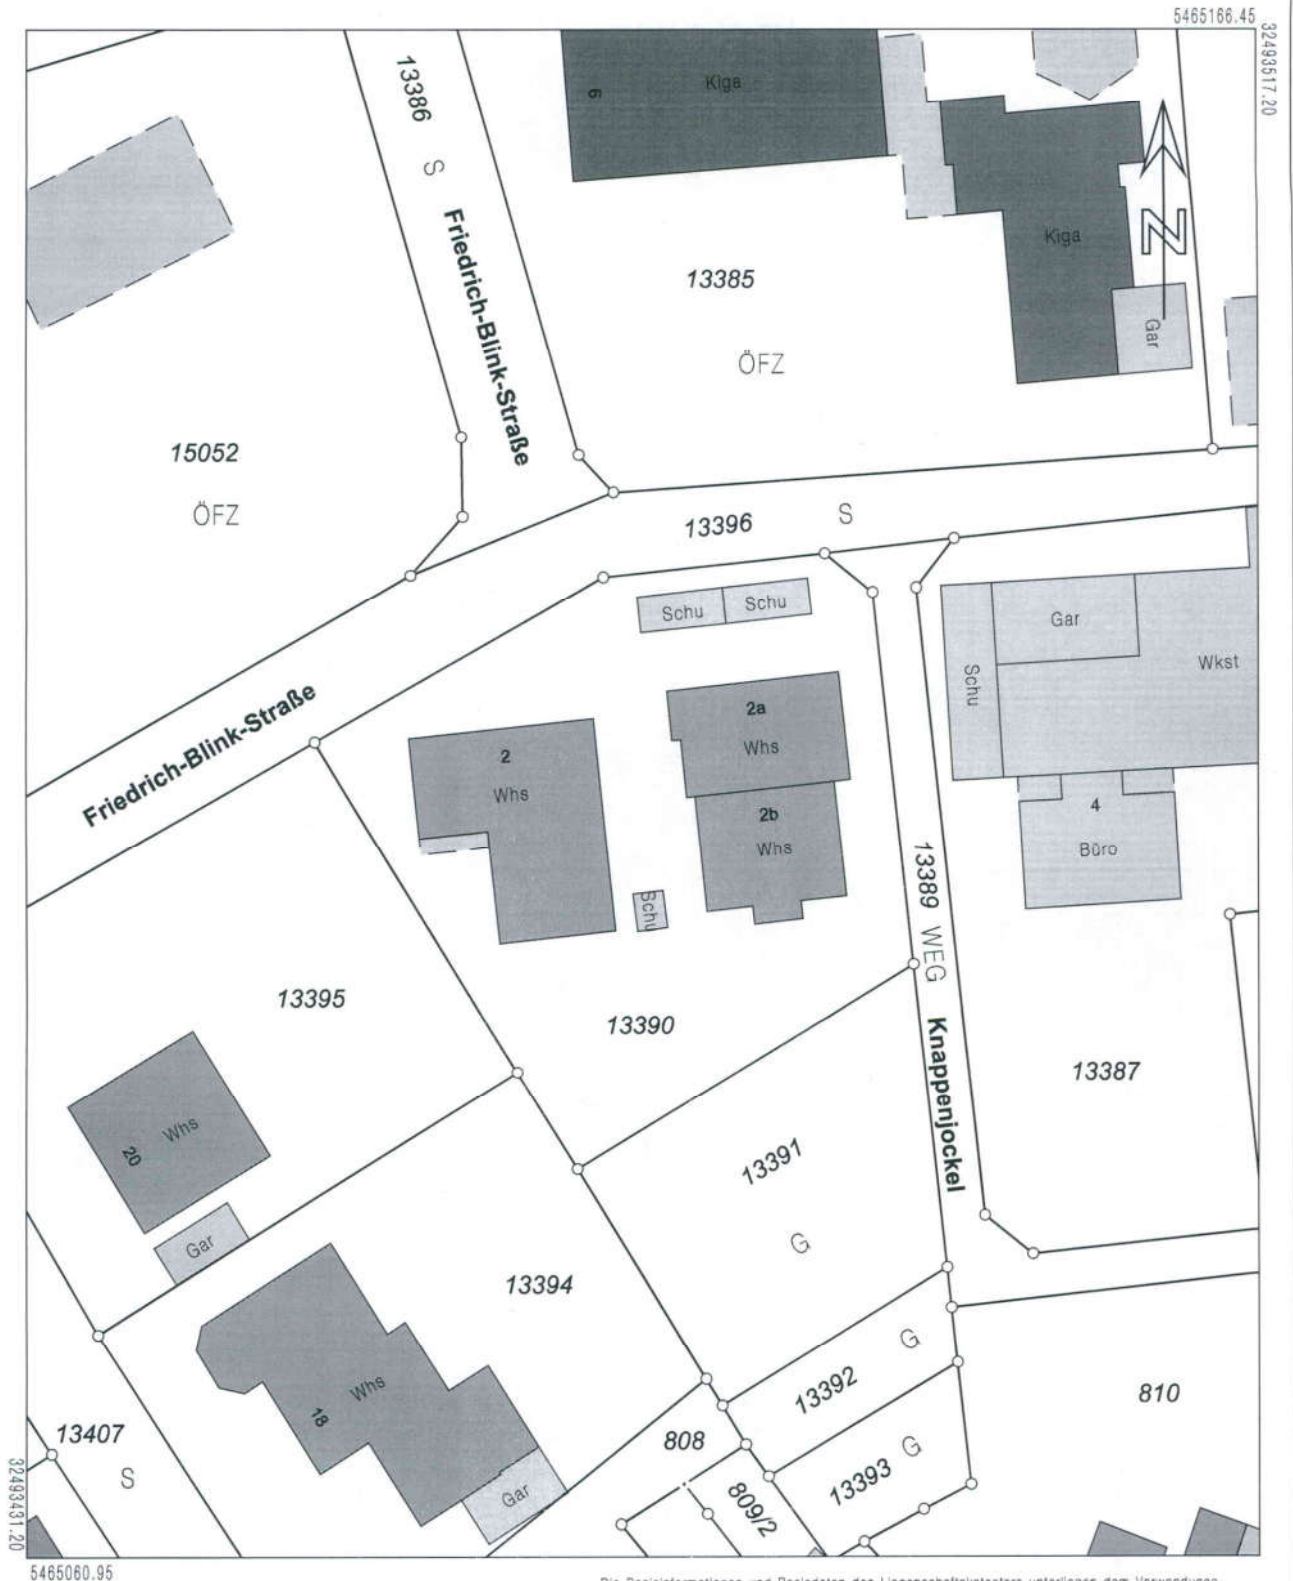 5465166.45
32493517.20
13386
S
Friedrich-Blink-Straße
6
Kiga
Kiga
N
Gar
13385
ÖFZ
15052
ÖFZ
13396
S
Schu
Schu
Gar
Wkst
Schu
2a
Whs
2
Whs
2b
Whs
Schu
4
Büro
Friedrich-Blink-Straße
13389
WEG
Knappenjockel
13395
13390
13387
20
Whs
Gar
13391
G
13394
18
Whs
Gar
13392
G
810
13407
S
808
13393
G
809/2
32493431.20
5465060.95